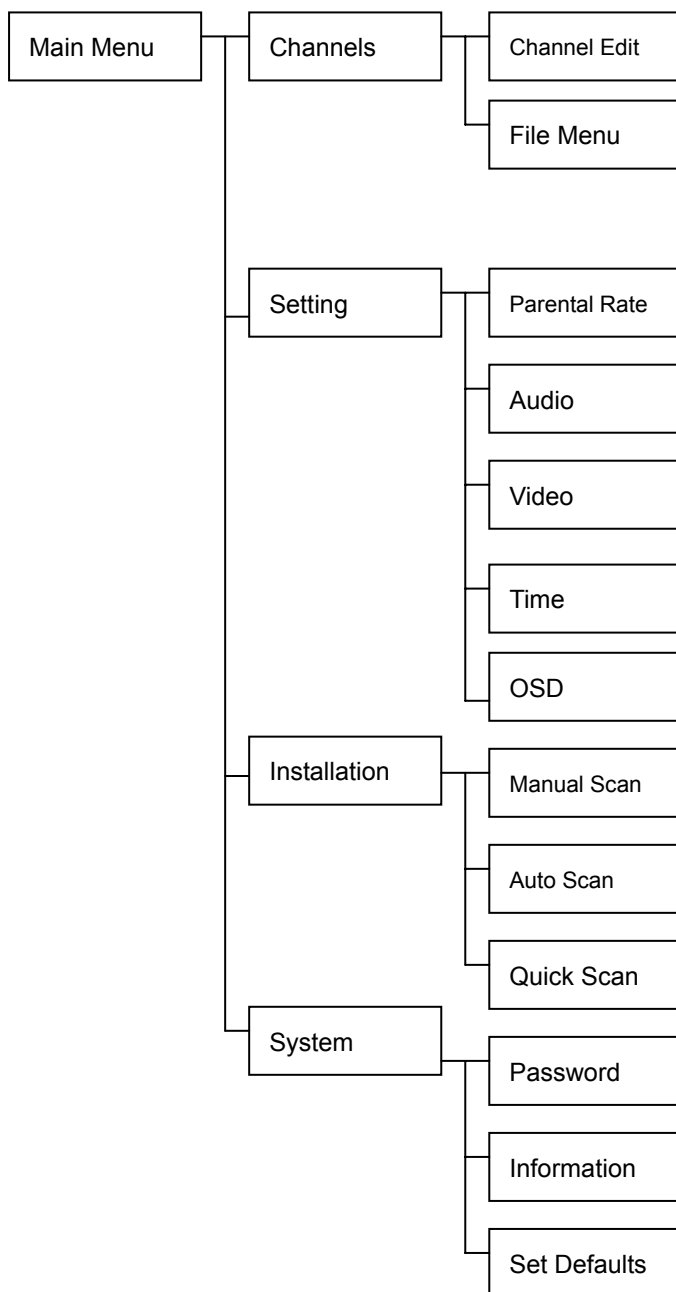 Main Menu
Channels
Channel Edit
File Menu
Setting
Parental Rate
Audio
Video
Time
OSD
Installation
Manual Scan
Auto Scan
Quick Scan
System
Password
Information
Set Defaults